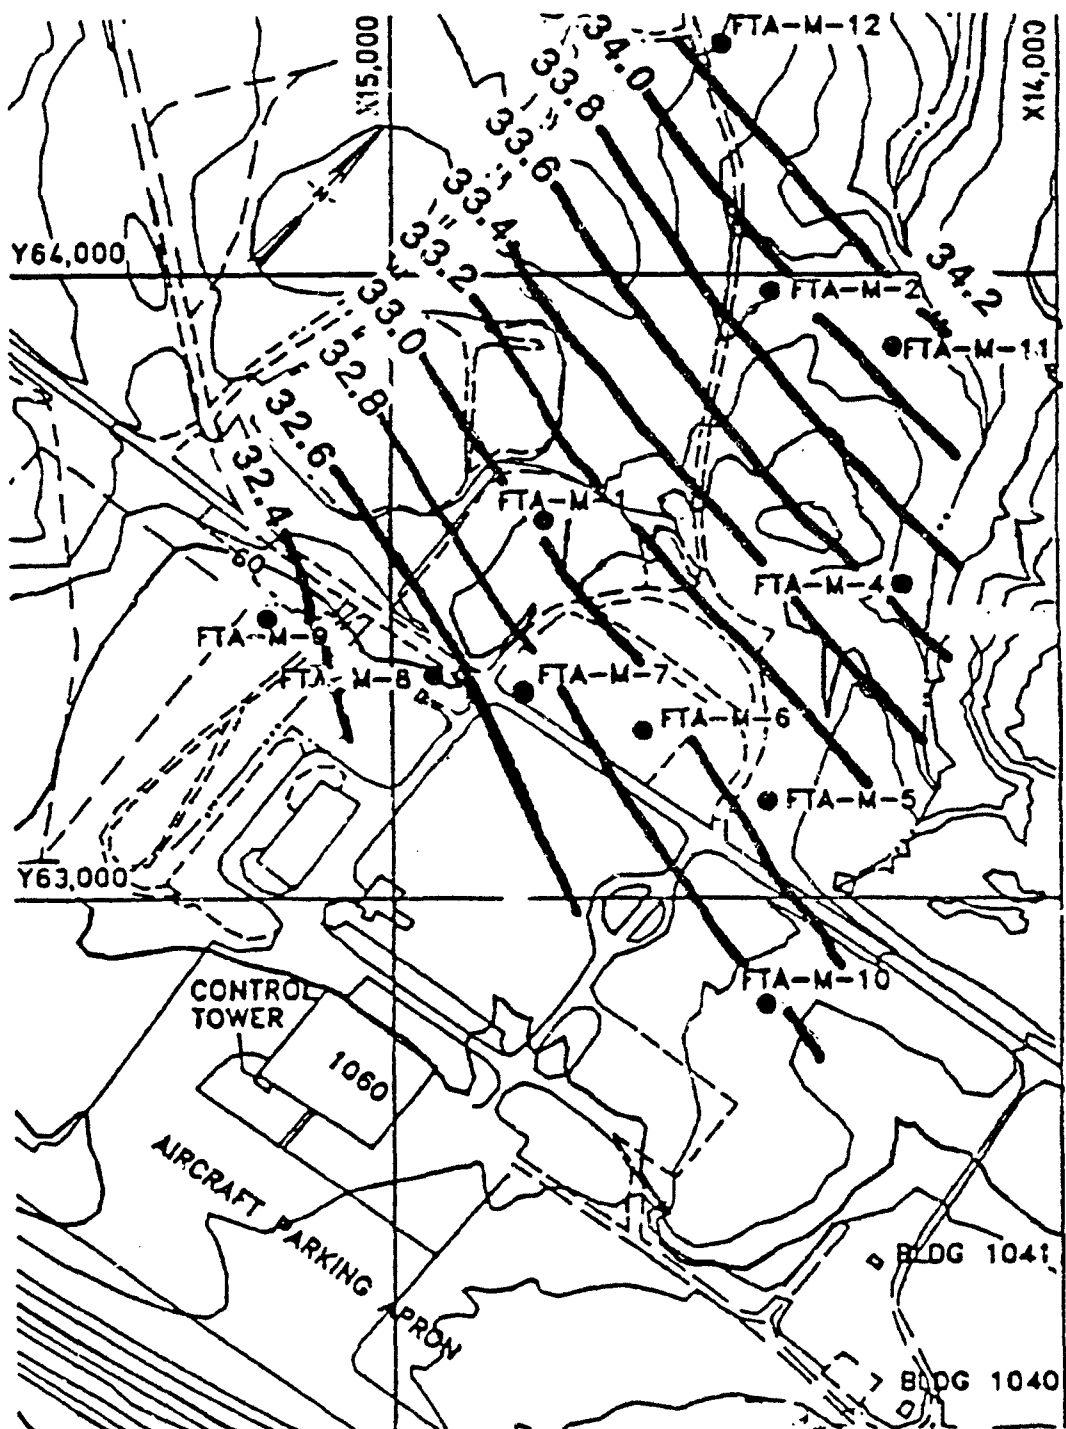 FTA-M-12
X15,000
X14,000
34.0
33.8
33.6
33.4
33.2
33.0
32.8
32.6
32.4
34.2
N
Y64,000
FTA-M-2
FTA-M-11
FTA-M-1
60
FTA-M-4
FTA-M-9
FTA-M-8
FTA-M-7
FTA-M-6
FTA-M-5
Y63,000
FTA-M-10
CONTROL
TOWER
1060
AIRCRAFT PARKING APRON
BLDG 1041
BLDG 1040